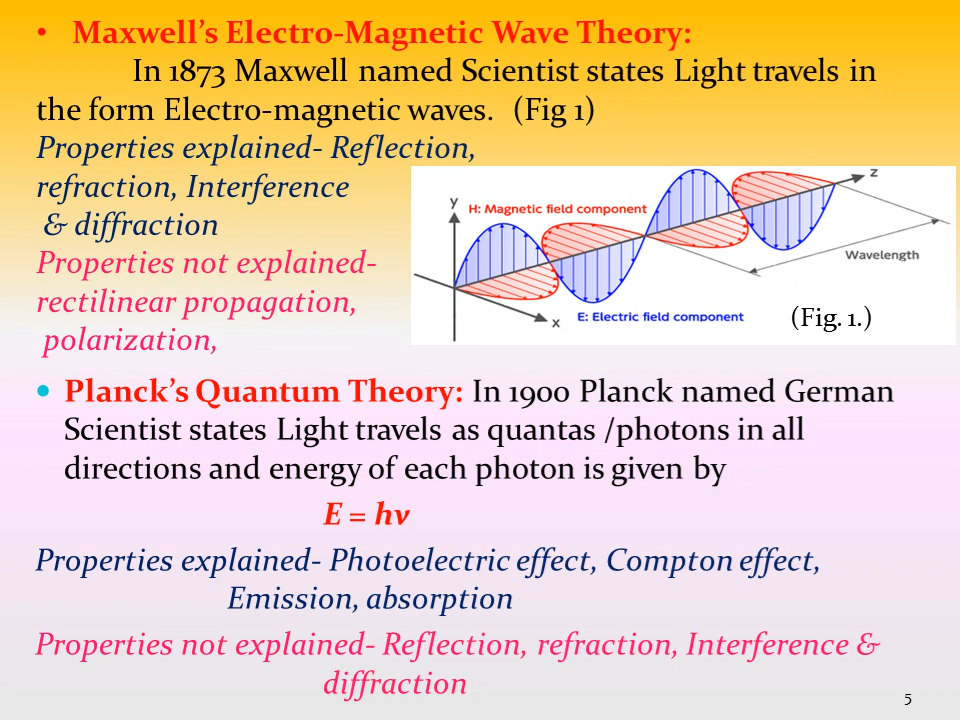 • Maxwell’s Electro-Magnetic Wave Theory:
In 1873 Maxwell named Scientist states Light travels in
the form Electro-magnetic waves. (Fig 1)
Properties explained- Reflection,
refraction, Interference
& diffraction
Properties not explained-
rectilinear propagation,
polarization,
y
H: Magnetic field component
z
Wavelength
x
E: Electric field component
(Fig. 1.)
• Planck’s Quantum Theory: In 1900 Planck named German
Scientist states Light travels as quantas /photons in all
directions and energy of each photon is given by
E = hν
Properties explained- Photoelectric effect, Compton effect,
Emission, absorption
Properties not explained- Reflection, refraction, Interference &
diffraction
5